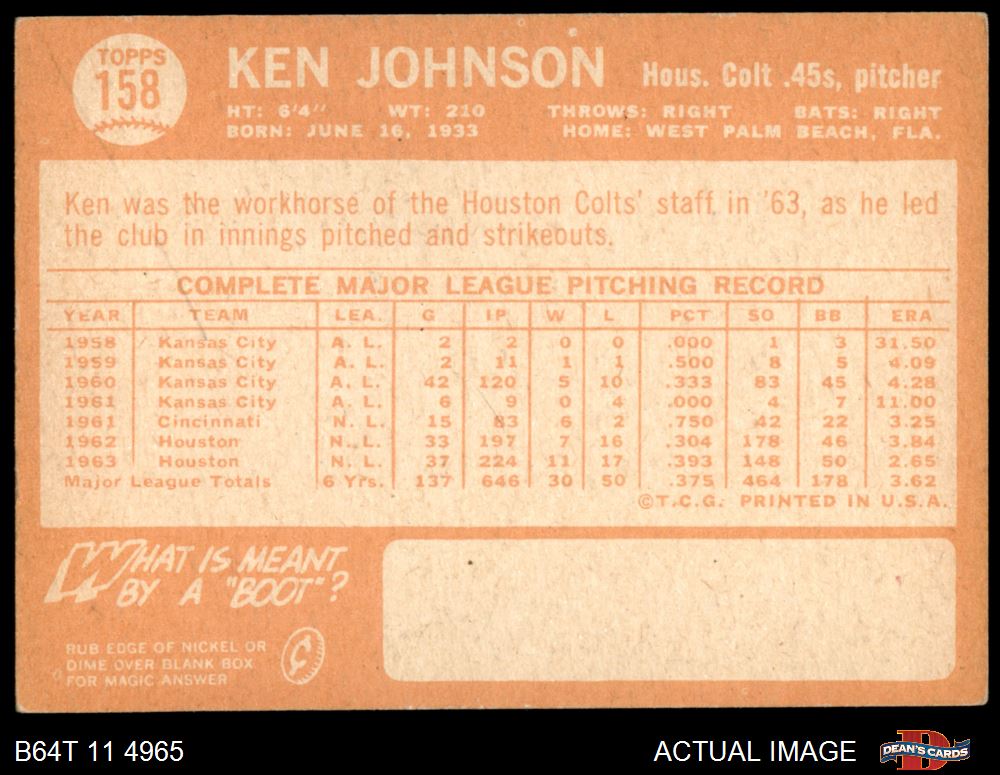 TOPPS
158
KEN JOHNSON Hous. Colt .45s, pitcher
HT: 6'4" WT: 210 THROWS: RIGHT BATS: RIGHT
BORN: JUNE 16, 1933 HOME: WEST PALM BEACH, FLA.
Ken was the workhorse of the Houston Colts' staff in '63, as he led
the club in innings pitched and strikeouts.
COMPLETE MAJOR LEAGUE PITCHING RECORD
YEAR TEAM LEA. G IP W L PCT SO BB ERA
1958 Kansas City A. L. 2 2 0 0 .000 1 3 31.50
1959 Kansas City A. L. 2 11 1 1 .500 8 5 4.09
1960 Kansas City A. L. 42 120 5 10 .333 83 45 4.28
1961 Kansas City A. L. 6 9 0 4 .000 4 7 11.00
1961 Cincinnati N. L. 15 83 6 2 .750 42 22 3.25
1962 Houston N. L. 33 197 7 16 .304 178 46 3.84
1963 Houston N. L. 37 224 11 17 .393 148 50 2.65
Major League Totals 6 Yrs. 137 646 30 50 .375 464 178 3.62
©T.C.G. PRINTED IN U.S.A.
WHAT IS MEANT
BY A "BOOT"?
RUB EDGE OF NICKEL OR
DIME OVER BLANK BOX
FOR MAGIC ANSWER
¢
B64T 11 4965 ACTUAL IMAGE
D
DEAN'S CARDS